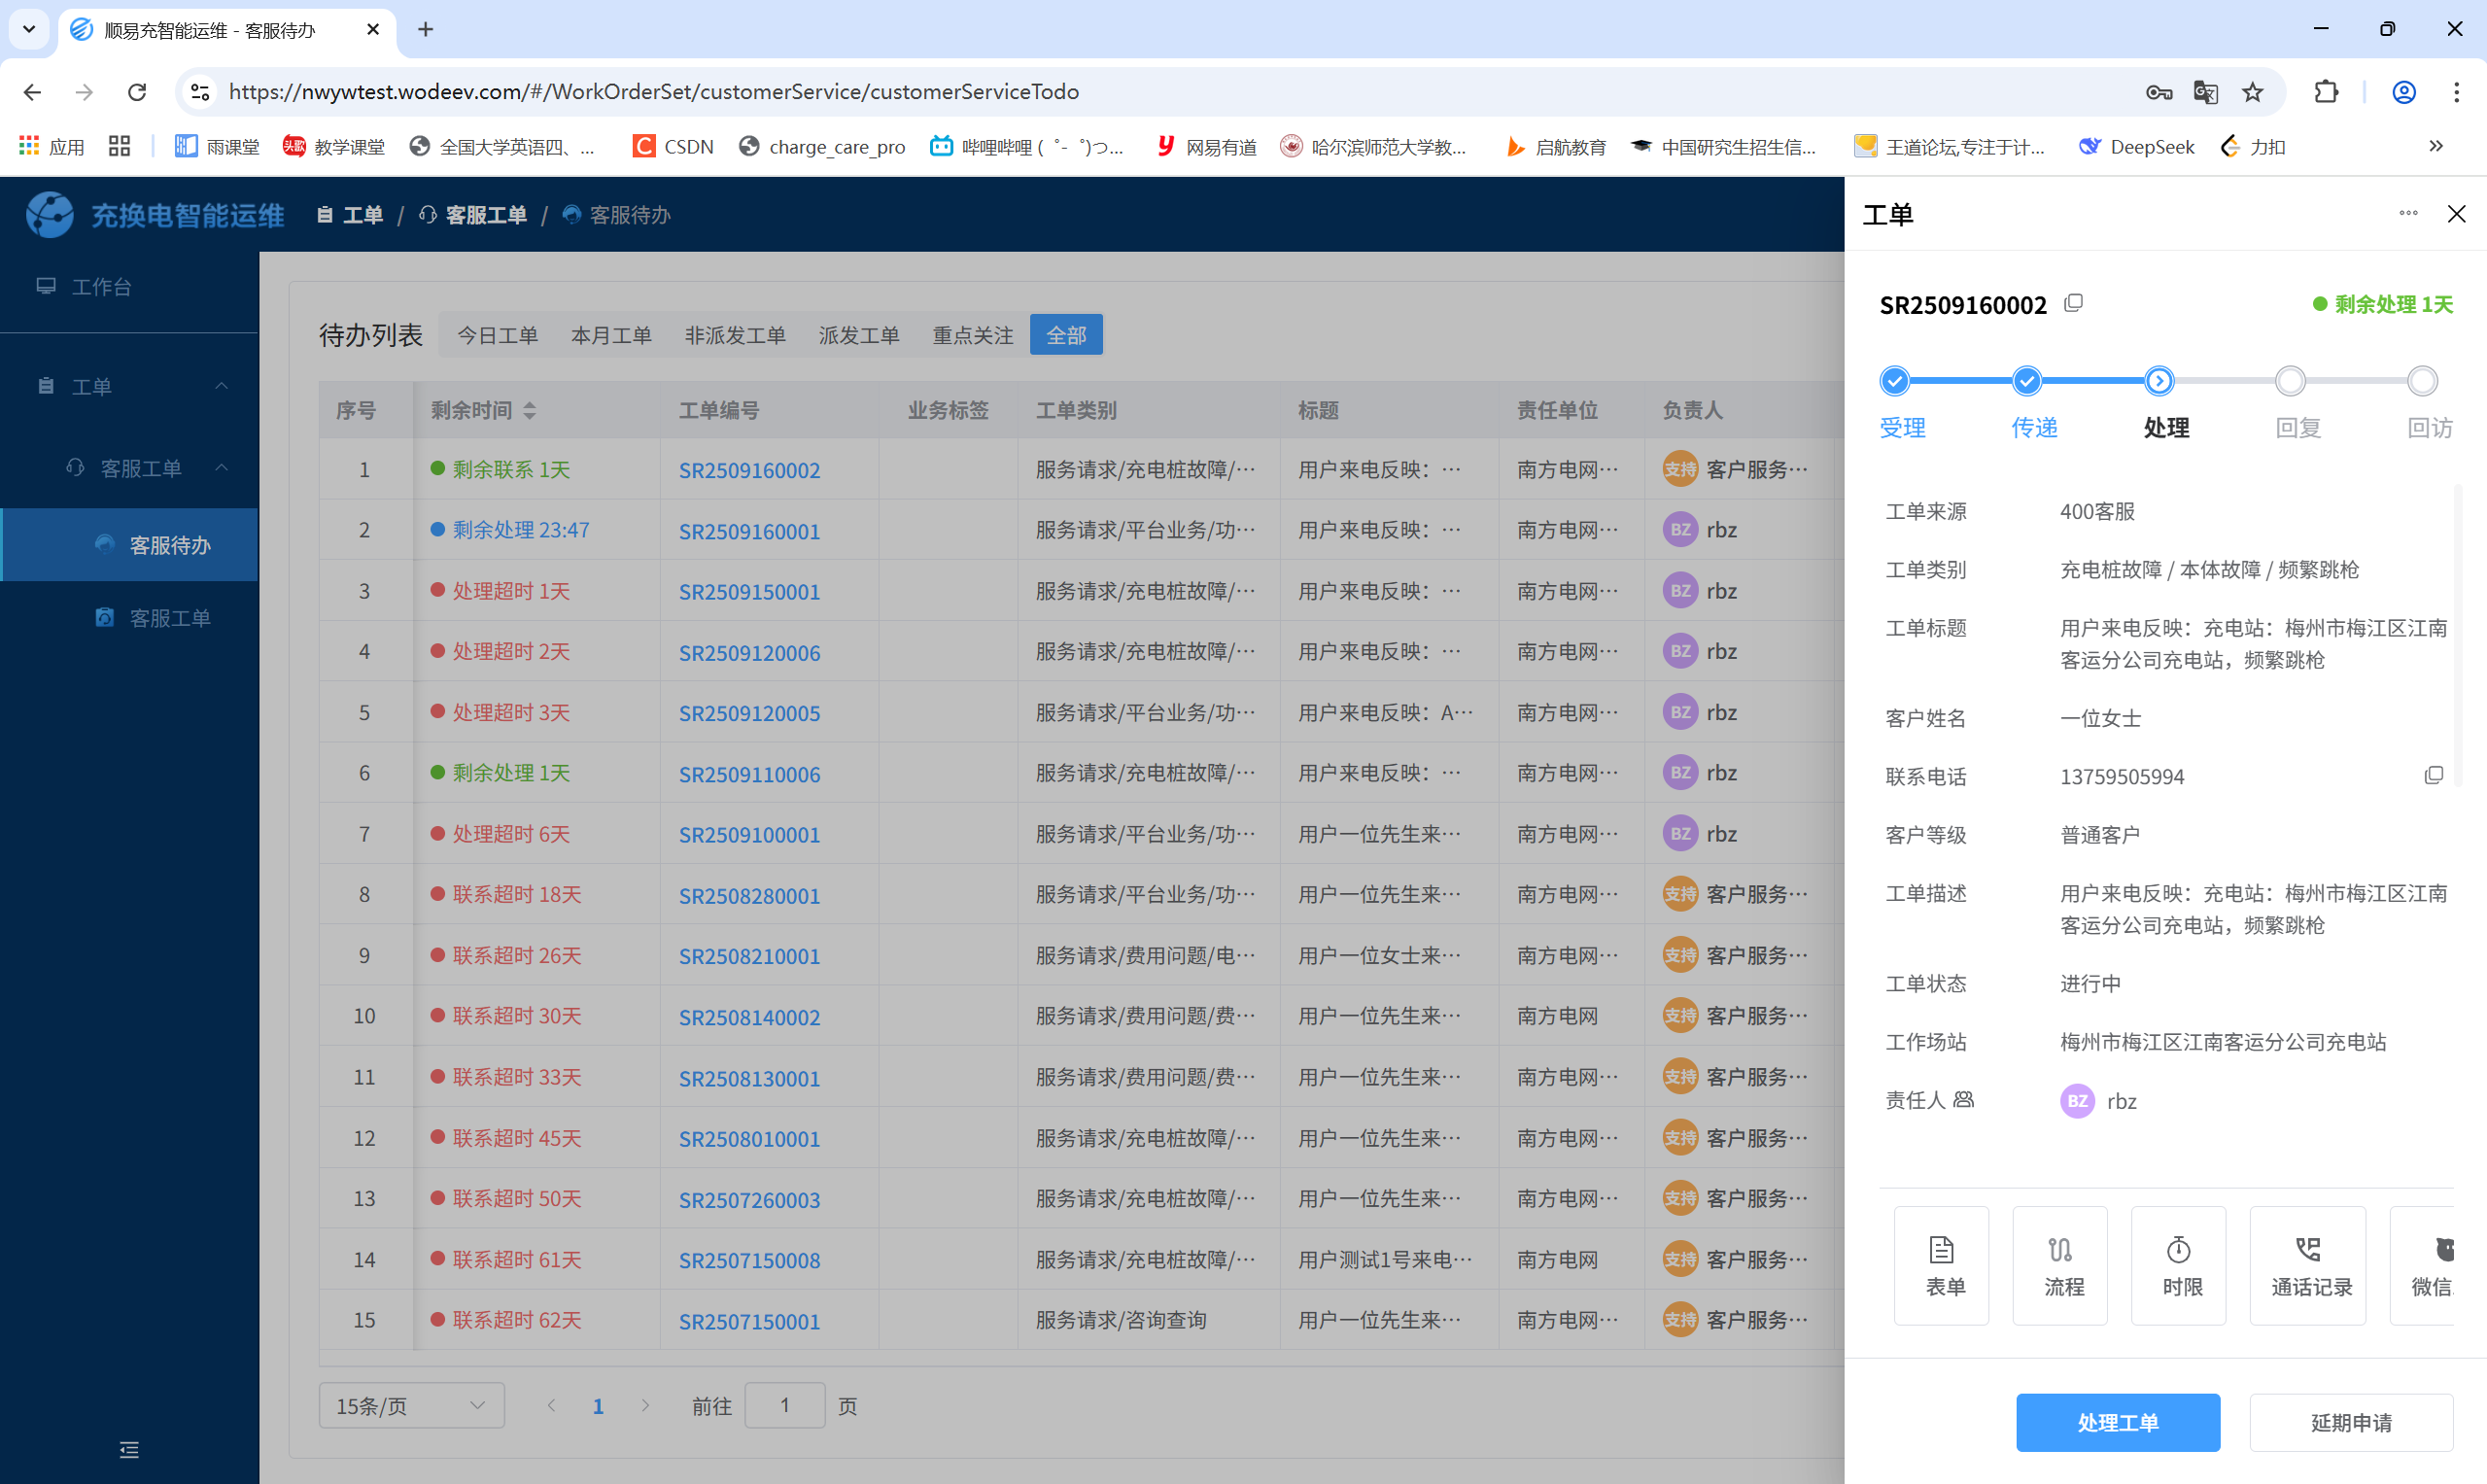 顺易充智能运维 - 客服待办
https://nwywtest.wodeev.com/#/WorkOrderSet/customerService/customerServiceTodo
应用 雨课堂 教学课堂 全国大学英语四、... CSDN charge_care_pro 哔哩哔哩 ( ゜- ゜)つ... 网易有道 哈尔滨师范大学教... 启航教育 中国研究生招生信... 王道论坛,专注于计... DeepSeek 力扣 »
充换电智能运维 工单 / 客服工单 / 客服待办
工作台
工单
客服工单
客服待办
客服工单
待办列表 今日工单 本月工单 非派发工单 派发工单 重点关注 全部
序号 剩余时间 工单编号 业务标签 工单类别 标题 责任单位 负责人
1 剩余联系 1天 SR2509160002 服务请求/充电桩故障/… 用户来电反映：… 南方电网… 支持 客户服务…
2 剩余处理 23:47 SR2509160001 服务请求/平台业务/功… 用户来电反映：… 南方电网… BZ rbz
3 处理超时 1天 SR2509150001 服务请求/充电桩故障/… 用户来电反映：… 南方电网… BZ rbz
4 处理超时 2天 SR2509120006 服务请求/充电桩故障/… 用户来电反映：… 南方电网… BZ rbz
5 处理超时 3天 SR2509120005 服务请求/平台业务/功… 用户来电反映：A… 南方电网… BZ rbz
6 剩余处理 1天 SR2509110006 服务请求/充电桩故障/… 用户来电反映：… 南方电网… BZ rbz
7 处理超时 6天 SR2509100001 服务请求/平台业务/功… 用户一位先生来… 南方电网… BZ rbz
8 联系超时 18天 SR2508280001 服务请求/平台业务/功… 用户一位先生来… 南方电网… 支持 客户服务…
9 联系超时 26天 SR2508210001 服务请求/费用问题/电… 用户一位女士来… 南方电网… 支持 客户服务…
10 联系超时 30天 SR2508140002 服务请求/费用问题/费… 用户一位先生来… 南方电网 支持 客户服务…
11 联系超时 33天 SR2508130001 服务请求/费用问题/费… 用户一位先生来… 南方电网… 支持 客户服务…
12 联系超时 45天 SR2508010001 服务请求/充电桩故障/… 用户一位先生来… 南方电网… 支持 客户服务…
13 联系超时 50天 SR2507260003 服务请求/充电桩故障/… 用户一位先生来… 南方电网… 支持 客户服务…
14 联系超时 61天 SR2507150008 服务请求/充电桩故障/… 用户测试1号来电… 南方电网 支持 客户服务…
15 联系超时 62天 SR2507150001 服务请求/咨询查询 用户一位先生来… 南方电网… 支持 客户服务…
15条/页 1 前往 1 页
工单
SR2509160002 剩余处理 1天
受理 传递 处理 回复 回访
工单来源 400客服
工单类别 充电桩故障 / 本体故障 / 频繁跳枪
工单标题 用户来电反映：充电站：梅州市梅江区江南
客运分公司充电站，频繁跳枪
客户姓名 一位女士
联系电话 13759505994
客户等级 普通客户
工单描述 用户来电反映：充电站：梅州市梅江区江南
客运分公司充电站，频繁跳枪
工单状态 进行中
工作场站 梅州市梅江区江南客运分公司充电站
责任人 BZ rbz
表单 流程 时限 通话记录 微信
处理工单 延期申请